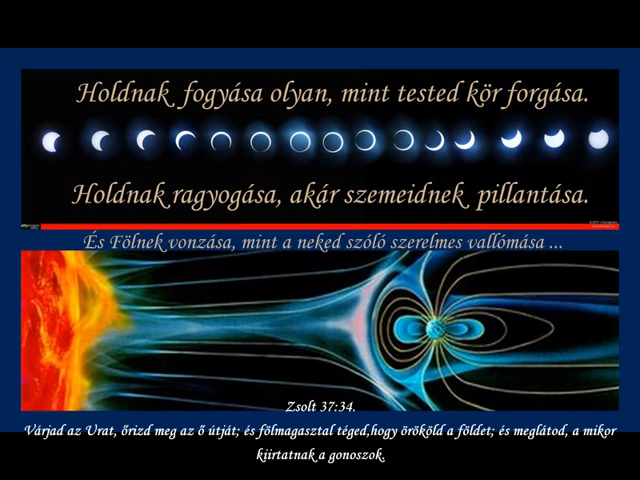 Holdnak fogyása olyan, mint tested kör forgása.
Holdnak ragyogása, akár szemeidnek pillantása.
És Fölnek vonzása, mint a neked szóló szerelmes vallómása ...
Zsolt 37:34.
Várjad az Urat, őrizd meg az ő útját; és fölmagasztal téged,hogy örököld a földet; és meglátod, a mikor
kiirtatnak a gonoszok.